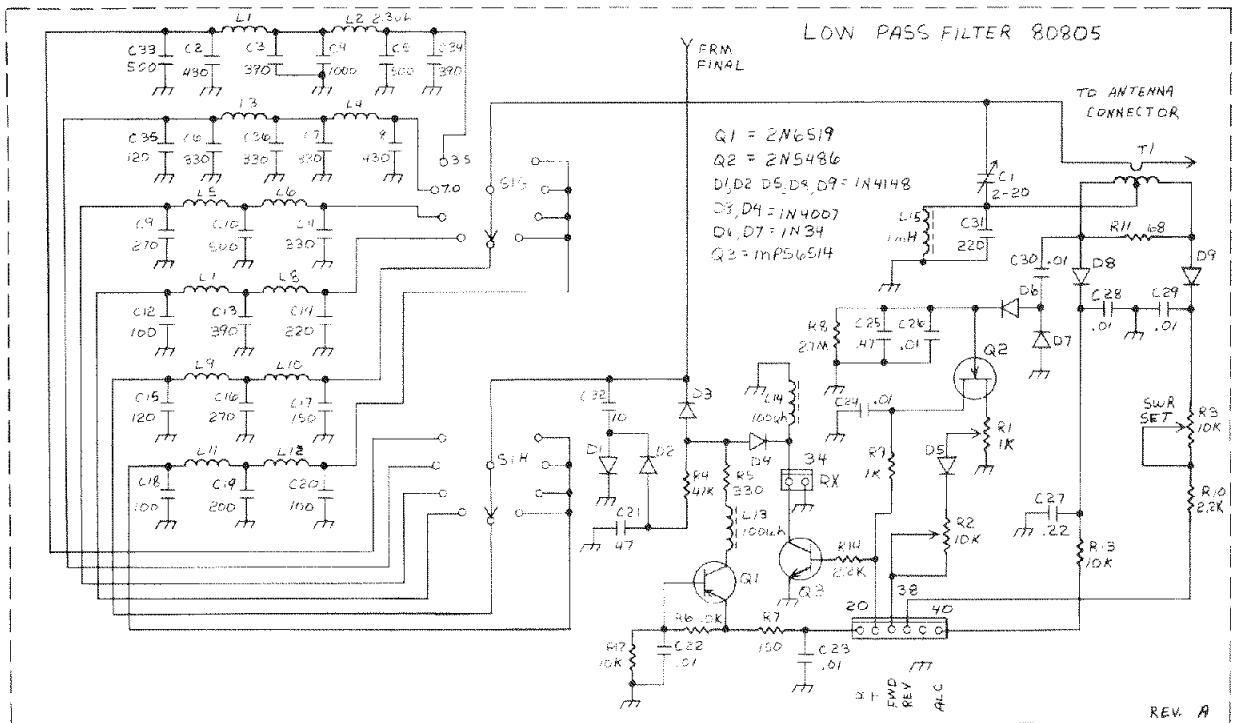 LOW PASS FILTER 80805
L1
L2 2.3uh
C33
500
C2
430
C3
390
C4
1000
C5
500
C34
390
FRM
FINAL
L3
L4
C35
120
C6
330
C36
330
C7
330
8
430
3.5
7.0
S1G
TO ANTENNA
CONNECTOR
T1
Q1 = 2N6519
Q2 = 2N5486
D1,D2 D5,D8,D9=1N4148
D3,D4=1N4007
D6,D7=1N34
Q3=MPS6514
C1
2-20
L15
1mH
C31
220
R11 68
L5
L6
C9
270
C10
500
C11
330
C30 .01
D8
D9
D6
D7
C28
.01
C29
.01
L7
L8
C12
100
C13
390
C14
220
R8
2.7M
C25
.47
C26
.01
Q2
L9
L10
C15
120
C16
270
C17
150
C32
10
D3
L14
100uh
C24 .01
R1
1K
SWR
SET
R3
10K
L11
L12
C18
100
C19
200
C20
100
S1H
D1
D2
R4
47K
R5
330
D4
34
RX
R9
1K
D5
C21
47
L13
100uh
R2
10K
C27
.22
R10
2.2K
R13
10K
Q1
Q3
R14
2.2K
20
38
40
R6 10K
R7
150
R12
10K
C22
.01
C23
.01
FWD
REV
ALC
REV. A